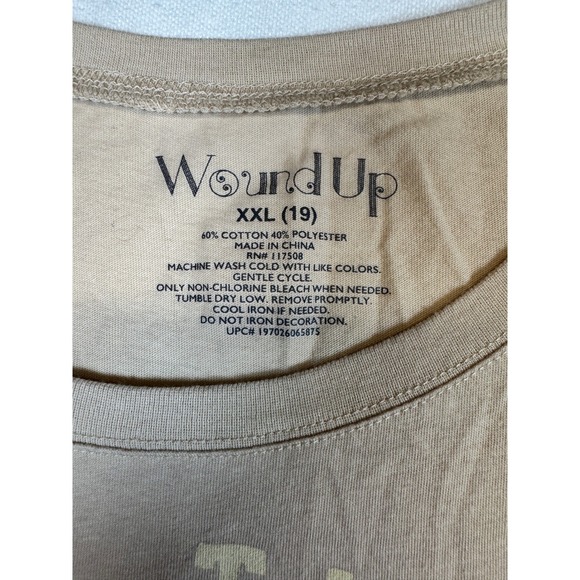 Wound Up
XXL (19)
60% COTTON 40% POLYESTER
MADE IN CHINA
RN# 117508
MACHINE WASH COLD WITH LIKE COLORS.
GENTLE CYCLE.
ONLY NON-CHLORINE BLEACH WHEN NEEDED.
TUMBLE DRY LOW. REMOVE PROMPTLY.
COOL IRON IF NEEDED.
DO NOT IRON DECORATION.
UPC# 197026065875